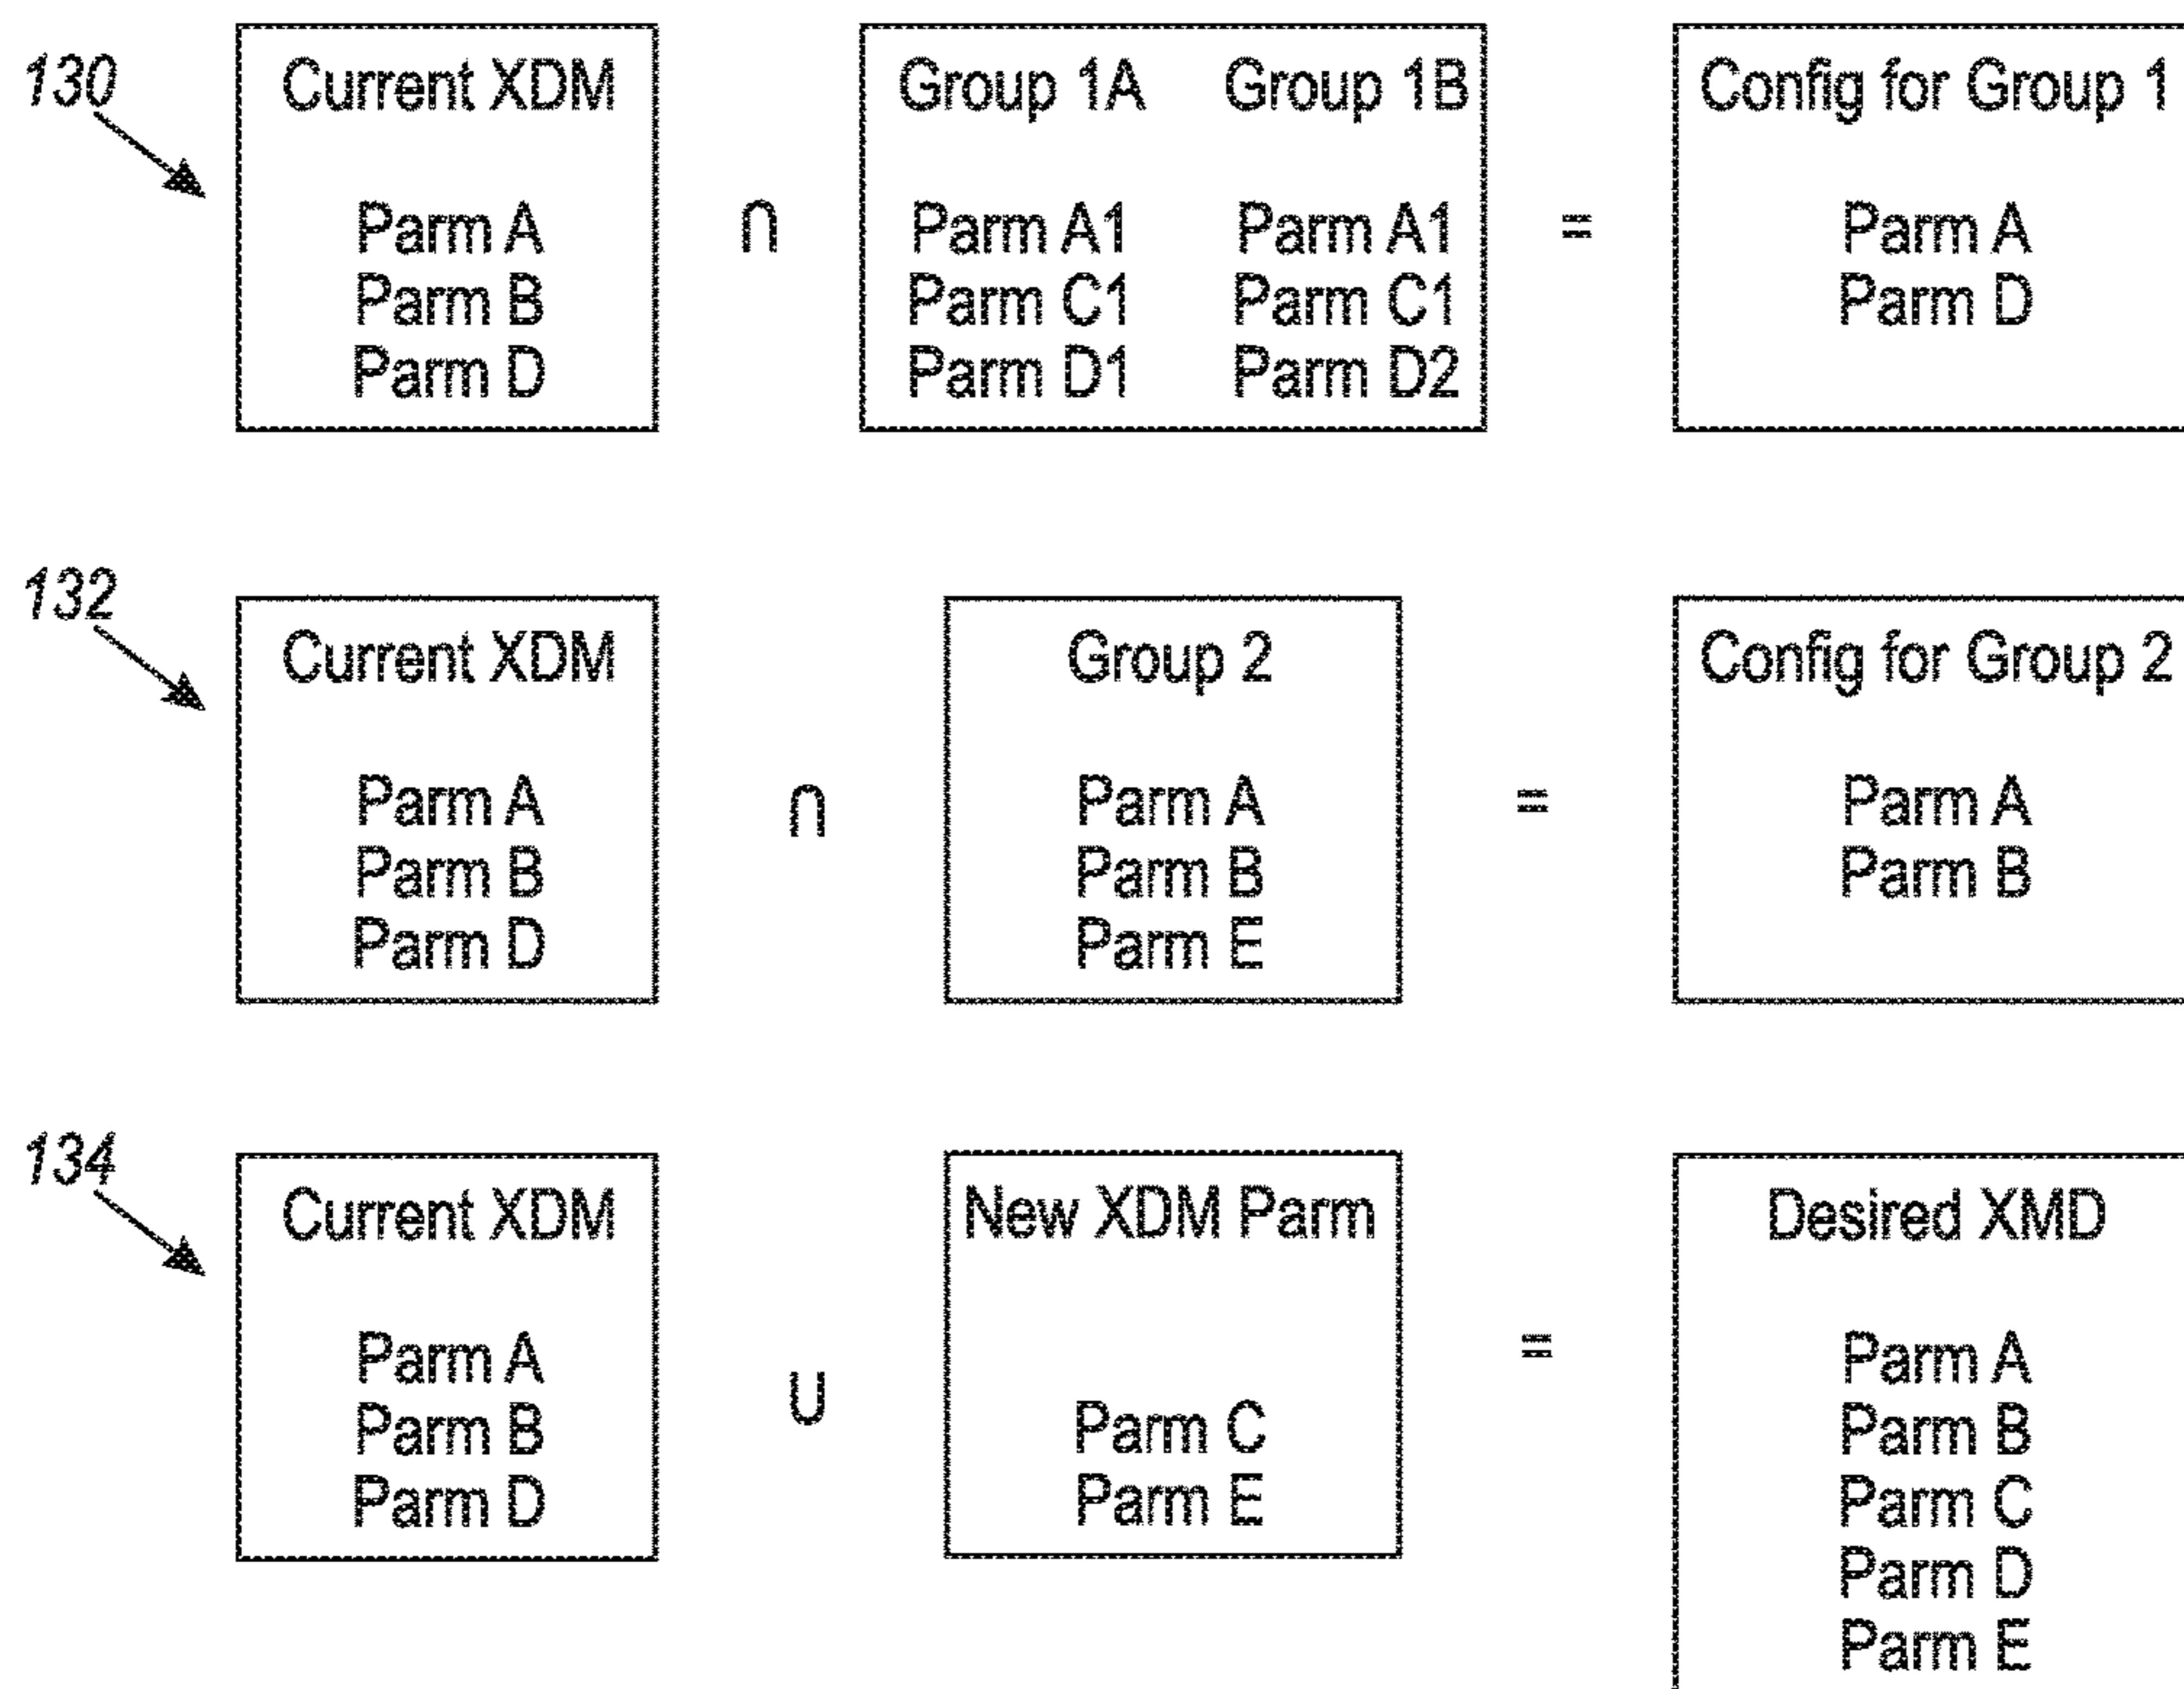 130
Current XDM
Parm A
Parm B
Parm D
∩
Group 1A Group 1B
Parm A1 Parm A1
Parm C1 Parm C1
Parm D1 Parm D2
=
Config for Group 1
Parm A
Parm D
132
Current XDM
Parm A
Parm B
Parm D
∩
Group 2
Parm A
Parm B
Parm E
=
Config for Group 2
Parm A
Parm B
134
Current XDM
Parm A
Parm B
Parm D
∪
New XDM Parm
Parm C
Parm E
=
Desired XMD
Parm A
Parm B
Parm C
Parm D
Parm E